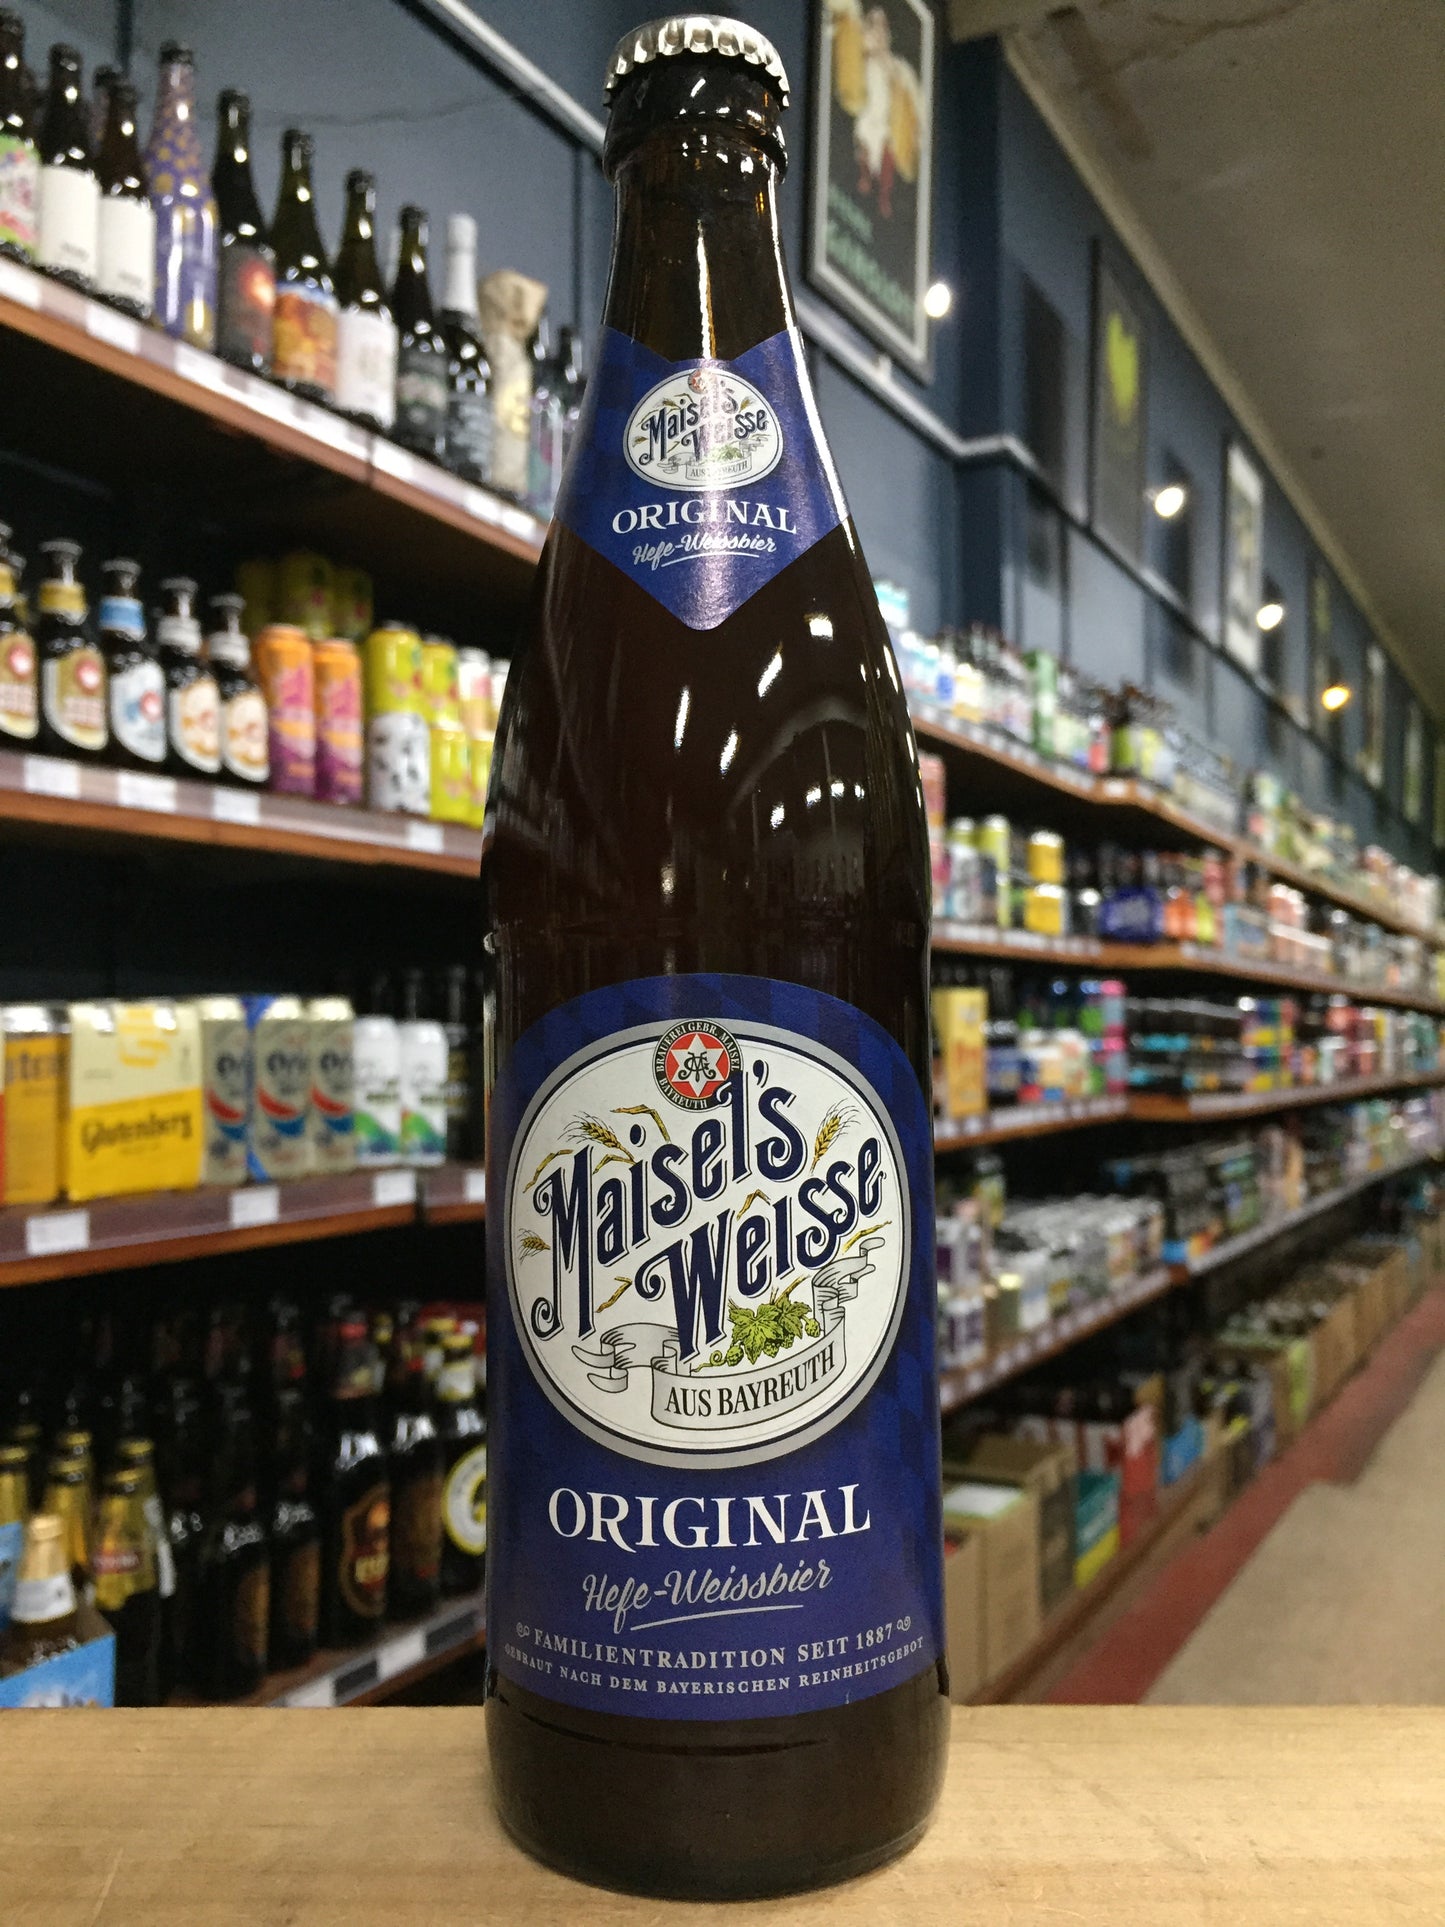 Maisel's
Weisse
AUS BAYREUTH
ORIGINAL
Hefe-Weissbier
BRAUEREI GEBR. MAISEL
BAYREUTH
Maisel's
Weisse
AUS BAYREUTH
ORIGINAL
Hefe-Weissbier
FAMILIENTRADITION SEIT 1887
GEBRAUT NACH DEM BAYERISCHEN REINHEITSGEBOT
Glutenberg